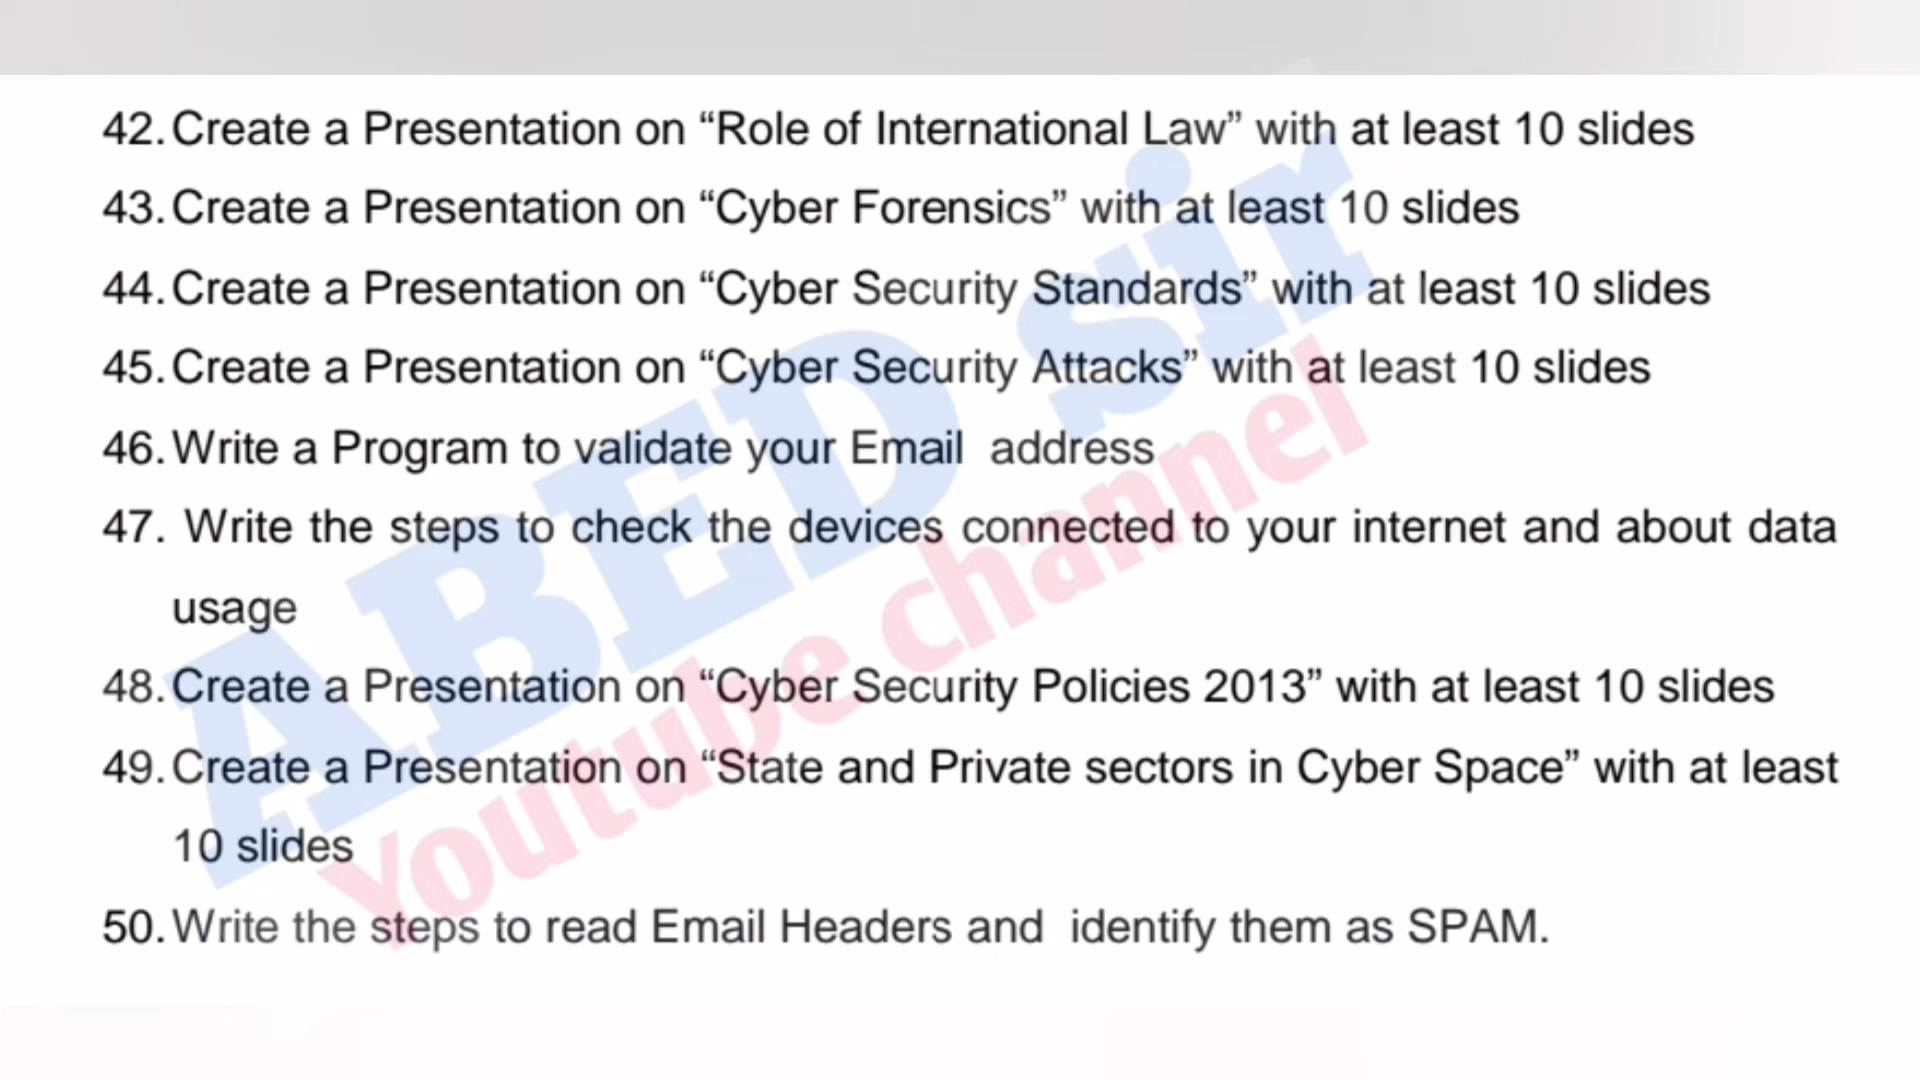 42. Create a Presentation on “Role of International Law” with at least 10 slides
43. Create a Presentation on “Cyber Forensics” with at least 10 slides
44. Create a Presentation on “Cyber Security Standards” with at least 10 slides
45. Create a Presentation on “Cyber Security Attacks” with at least 10 slides
46. Write a Program to validate your Email  address
47. Write the steps to check the devices connected to your internet and about data
usage
48. Create a Presentation on “Cyber Security Policies 2013” with at least 10 slides
49. Create a Presentation on “State and Private sectors in Cyber Space” with at least
10 slides
50. Write the steps to read Email Headers and  identify them as SPAM.
ABED sir
Youtube channel